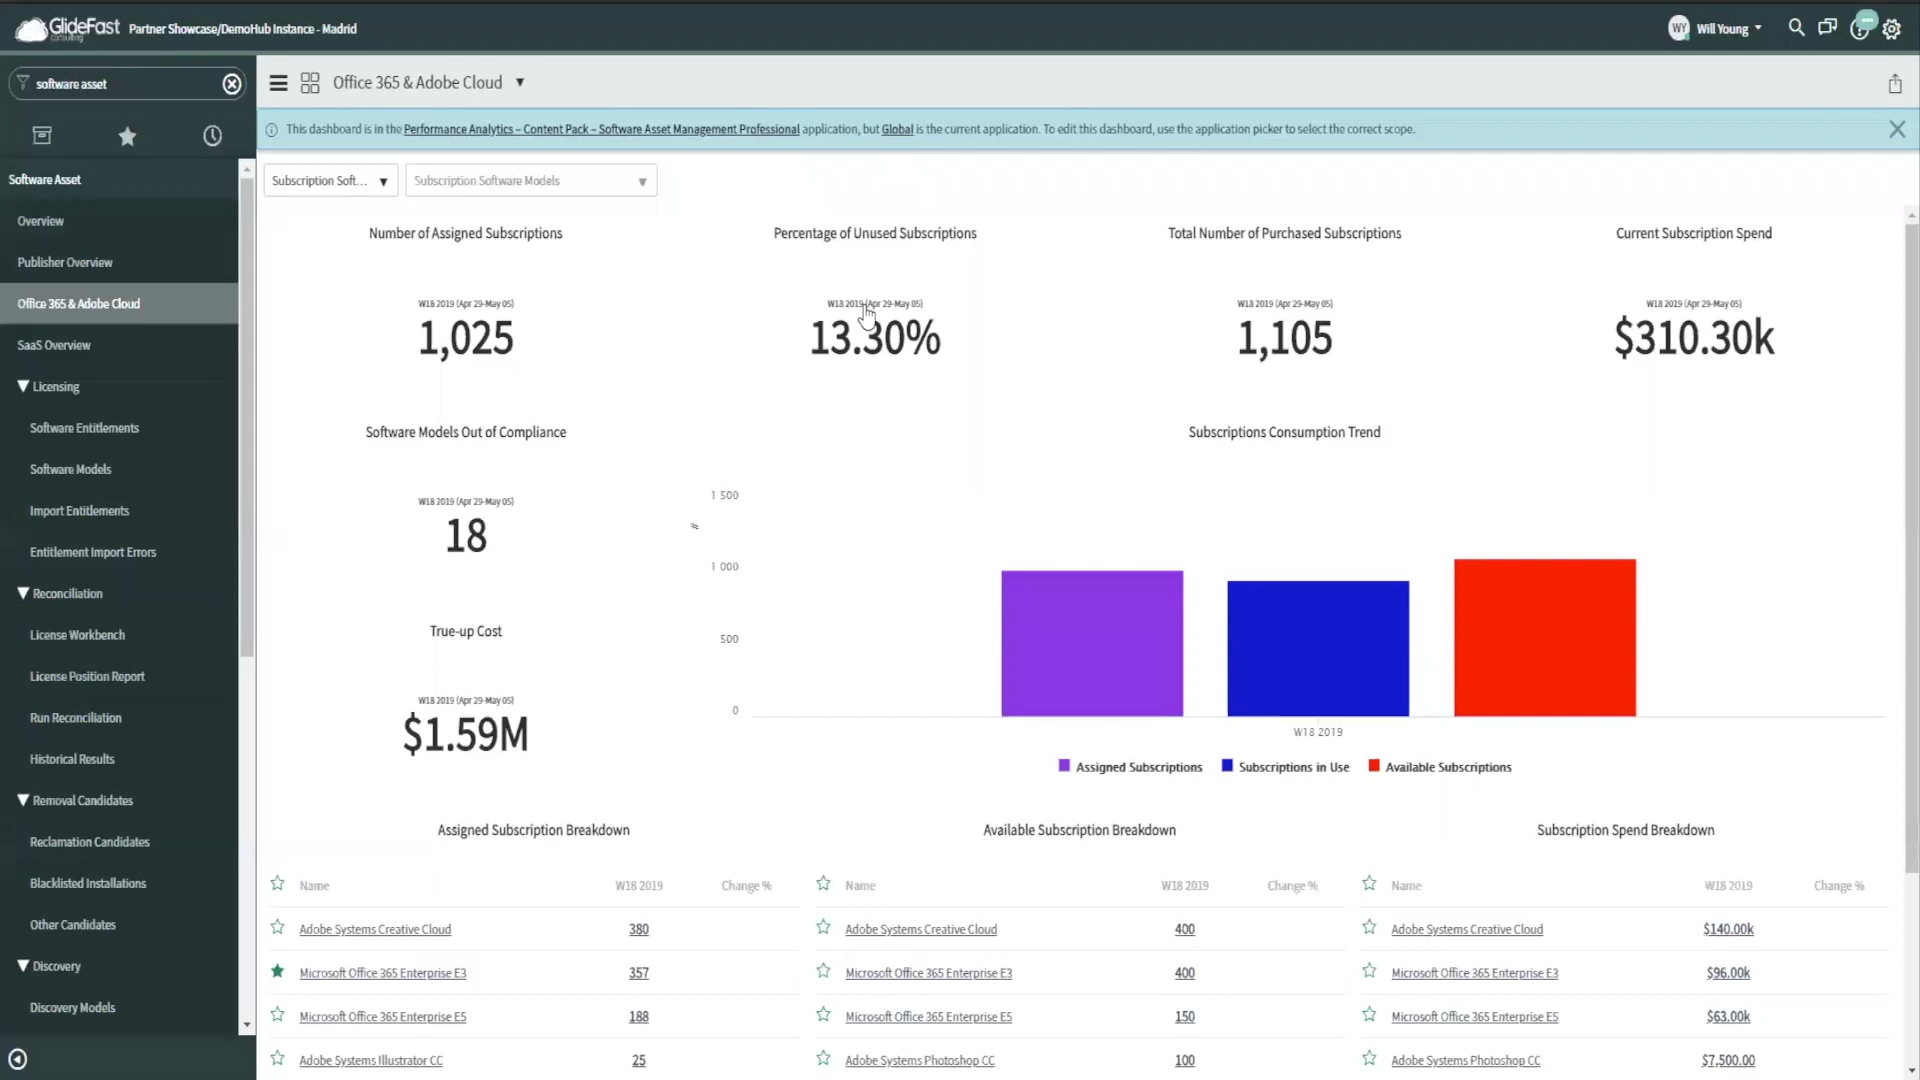 GlideFast
consulting
Partner Showcase/DemoHub Instance - Madrid
WY Will Young
software asset
Office 365 & Adobe Cloud
This dashboard is in the Performance Analytics – Content Pack – Software Asset Management Professional application, but Global is the current application. To edit this dashboard, use the application picker to select the correct scope.
Software Asset
Overview
Publisher Overview
Office 365 & Adobe Cloud
SaaS Overview
Licensing
Software Entitlements
Software Models
Import Entitlements
Entitlement Import Errors
Reconciliation
License Workbench
License Position Report
Run Reconciliation
Historical Results
Removal Candidates
Reclamation Candidates
Blacklisted Installations
Other Candidates
Discovery
Discovery Models
Subscription Soft...
Subscription Software Models
Number of Assigned Subscriptions
W18 2019 (Apr 29-May 05)
1,025
Percentage of Unused Subscriptions
W18 2019 (Apr 29-May 05)
13.30%
Total Number of Purchased Subscriptions
W18 2019 (Apr 29-May 05)
1,105
Current Subscription Spend
W18 2019 (Apr 29-May 05)
$310.30k
Software Models Out of Compliance
W18 2019 (Apr 29-May 05)
18
True-up Cost
W18 2019 (Apr 29-May 05)
$1.59M
Subscriptions Consumption Trend
#
1 500
1 000
500
0
W18 2019
Assigned Subscriptions Subscriptions in Use Available Subscriptions
Assigned Subscription Breakdown
Name W18 2019 Change %
Adobe Systems Creative Cloud 380
Microsoft Office 365 Enterprise E3 357
Microsoft Office 365 Enterprise E5 188
Adobe Systems Illustrator CC 25
Available Subscription Breakdown
Name W18 2019 Change %
Adobe Systems Creative Cloud 400
Microsoft Office 365 Enterprise E3 400
Microsoft Office 365 Enterprise E5 150
Adobe Systems Photoshop CC 100
Subscription Spend Breakdown
Name W18 2019 Change %
Adobe Systems Creative Cloud $140.00k
Microsoft Office 365 Enterprise E3 $96.00k
Microsoft Office 365 Enterprise E5 $63.00k
Adobe Systems Photoshop CC $7,500.00